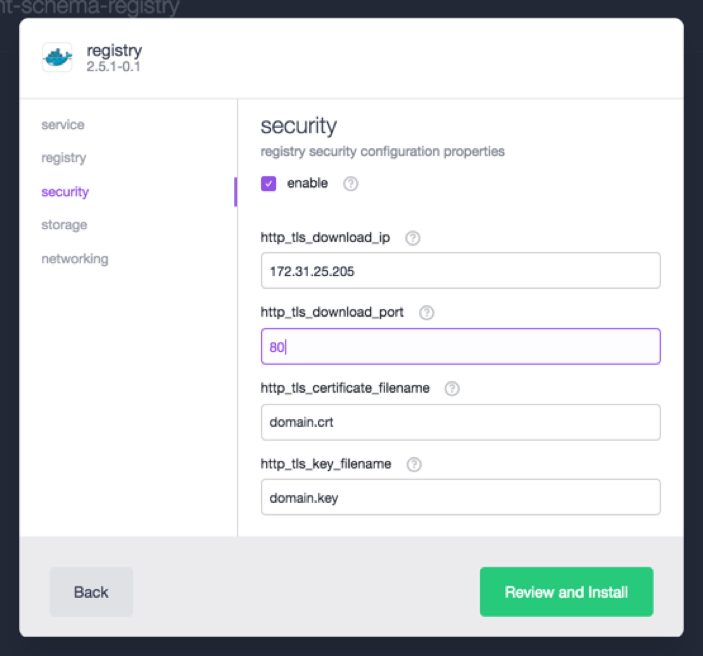 nt-schema-registry
registry
2.5.1-0.1
service
registry
security
storage
networking
security
registry security configuration properties
enable ?
http_tls_download_ip ?
172.31.25.205
http_tls_download_port ?
80
http_tls_certificate_filename ?
domain.crt
http_tls_key_filename ?
domain.key
Back
Review and Install